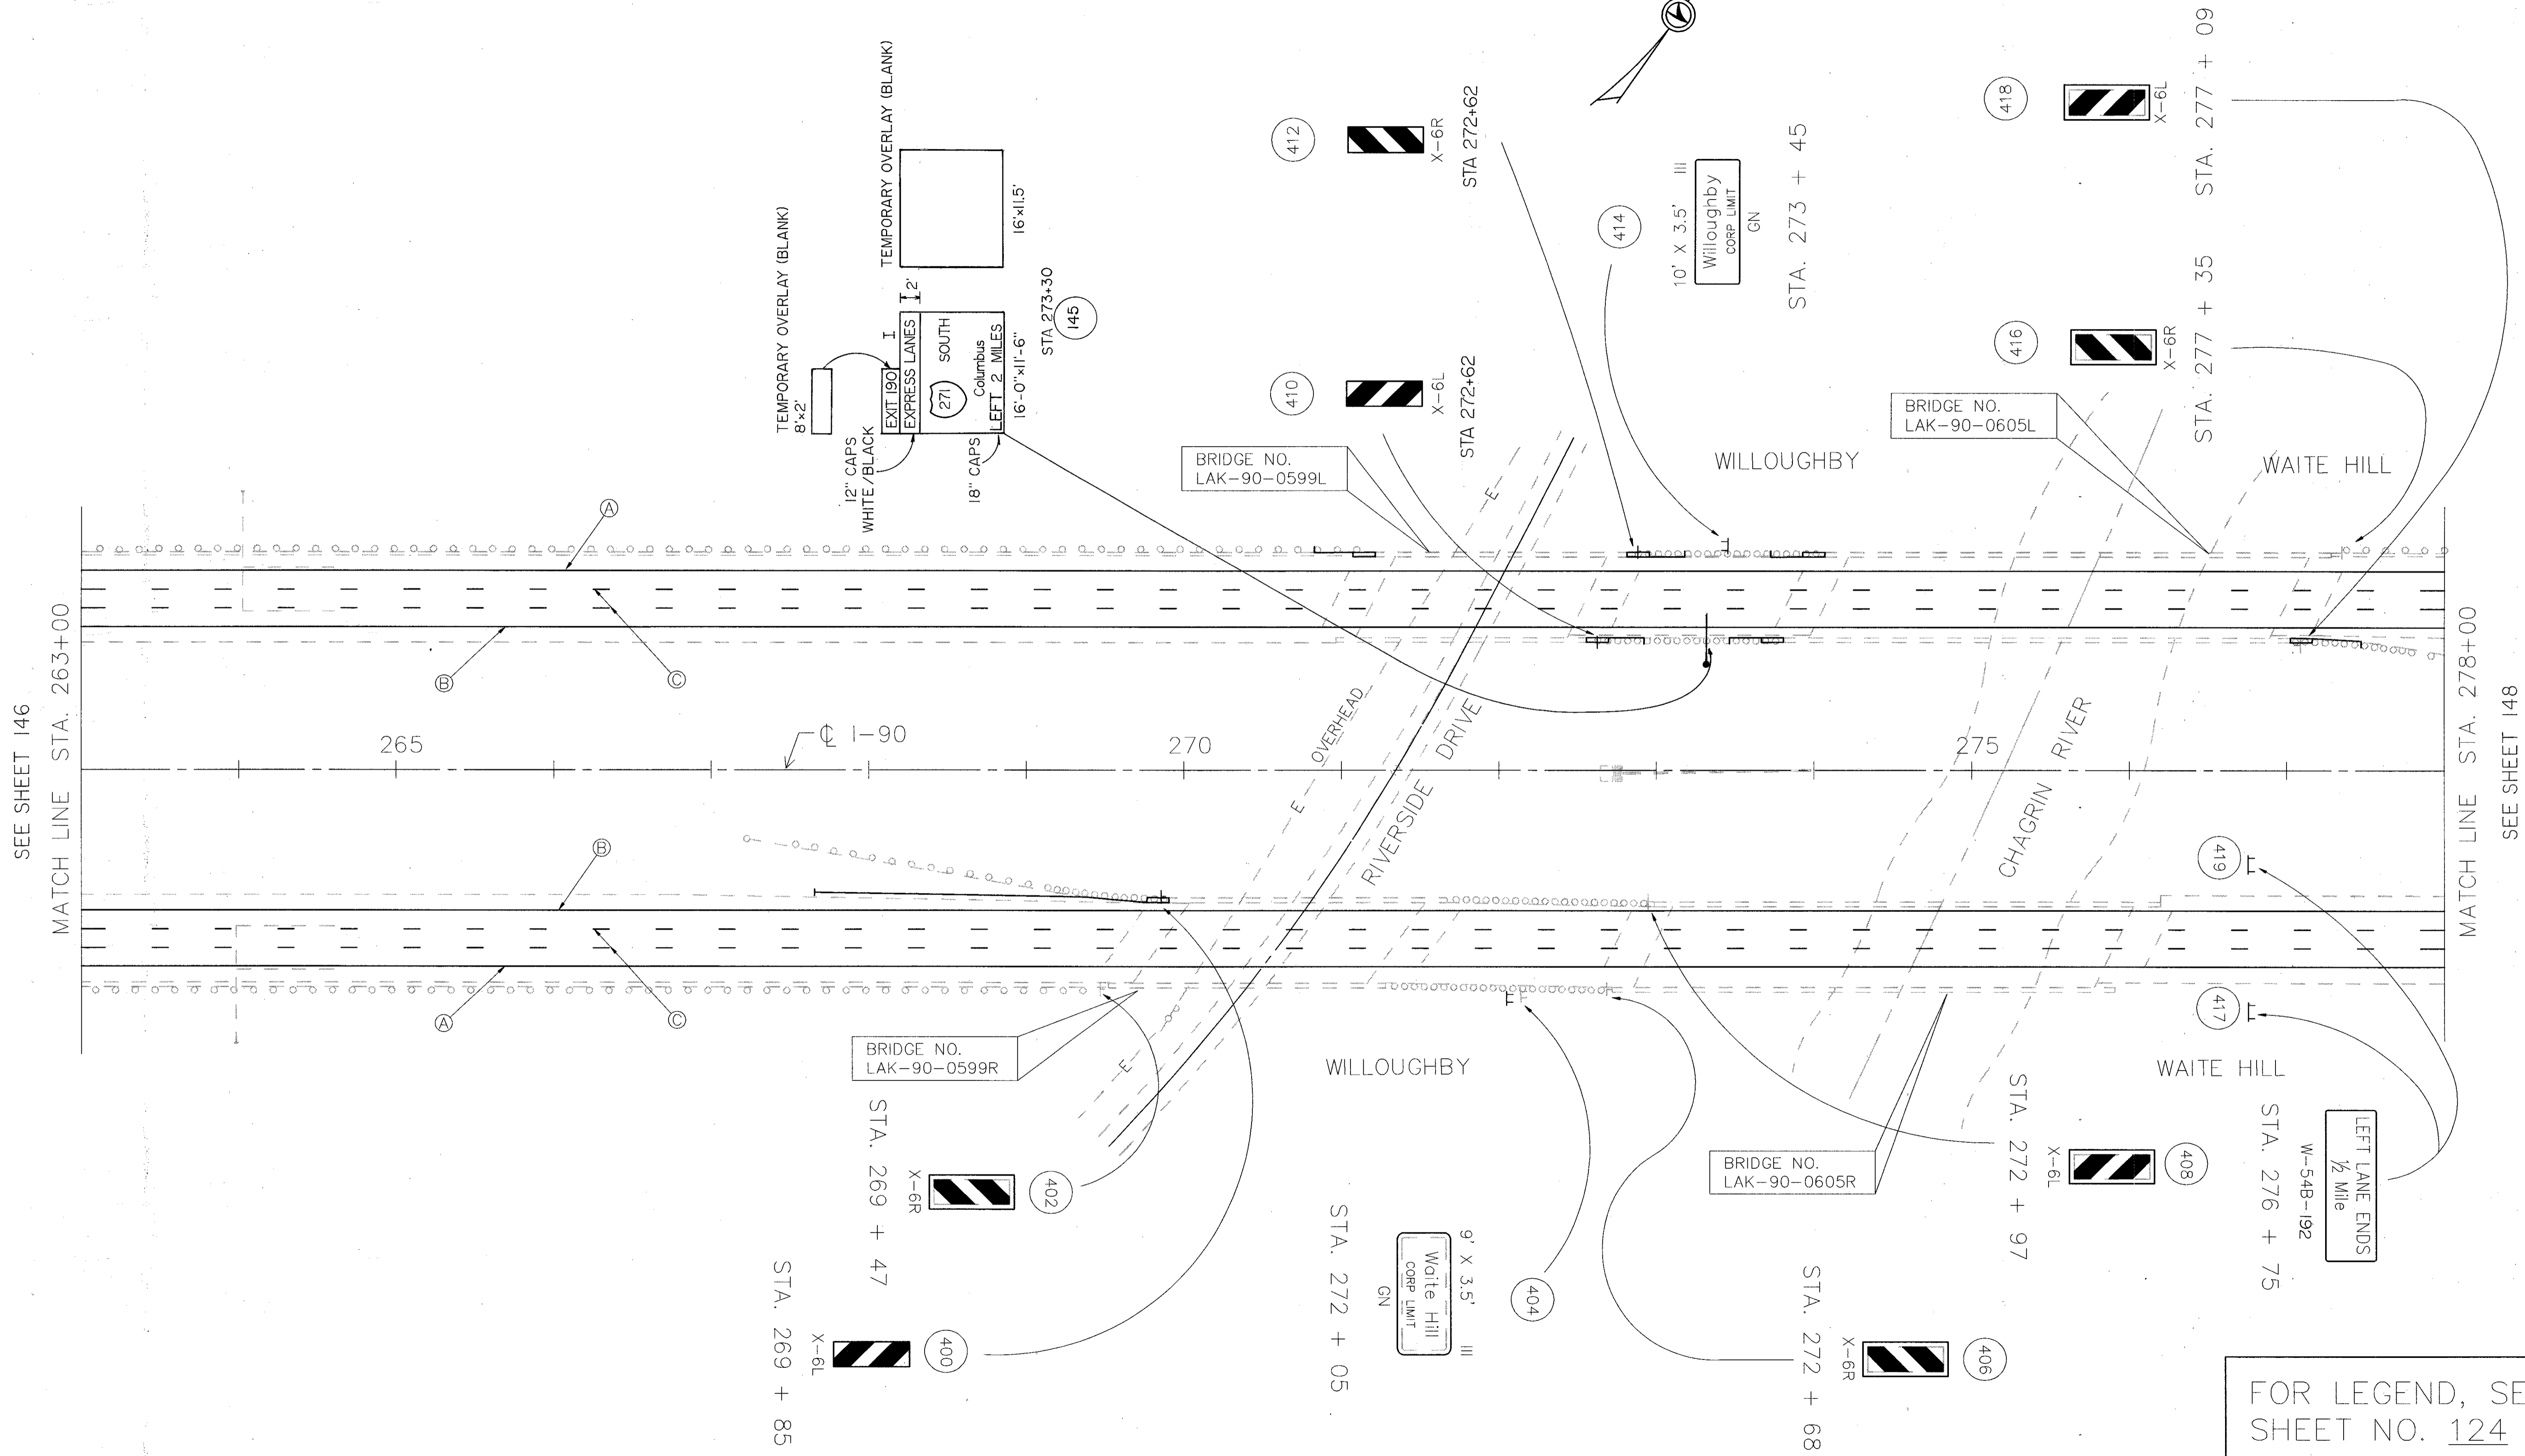 SEE SHEET 146
MATCH LINE STA. 263+00
TEMPORARY OVERLAY (BLANK)
8'x2'
TEMPORARY OVERLAY (BLANK)
16'x11.5'
EXIT 190 I
EXPRESS LANES 2'
271 SOUTH
Columbus
LEFT 2 MILES
16'-0"x11'-6"
12" CAPS
WHITE/BLACK
18" CAPS
STA 273+30
145
412
X-6R
STA 272+62
410
X-6L
STA 272+62
414
10' X 3.5' III
Willoughby
CORP LIMIT
GN
STA. 273 + 45
418
X-6L
STA. 277 + 09
416
X-6R
STA. 277 + 35
BRIDGE NO.
LAK-90-0599L
BRIDGE NO.
LAK-90-0605L
WILLOUGHBY
WAITE HILL
A
B
C
E
OVERHEAD
E
RIVERSIDE DRIVE
CHAGRIN RIVER
265
℄ I-90
270
275
B
C
A
E
419
417
MATCH LINE STA. 278+00
SEE SHEET 148
BRIDGE NO.
LAK-90-0599R
WILLOUGHBY
WAITE HILL
BRIDGE NO.
LAK-90-0605R
402
X-6R
STA. 269 + 47
400
X-6L
STA. 269 + 85
404
9' X 3.5' III
Waite Hill
CORP LIMIT
GN
STA. 272 + 05
406
X-6R
STA. 272 + 68
408
X-6L
STA. 272 + 97
LEFT LANE ENDS
1/2 Mile
W-54B-192
STA. 276 + 75
FOR LEGEND, SE
SHEET NO. 124